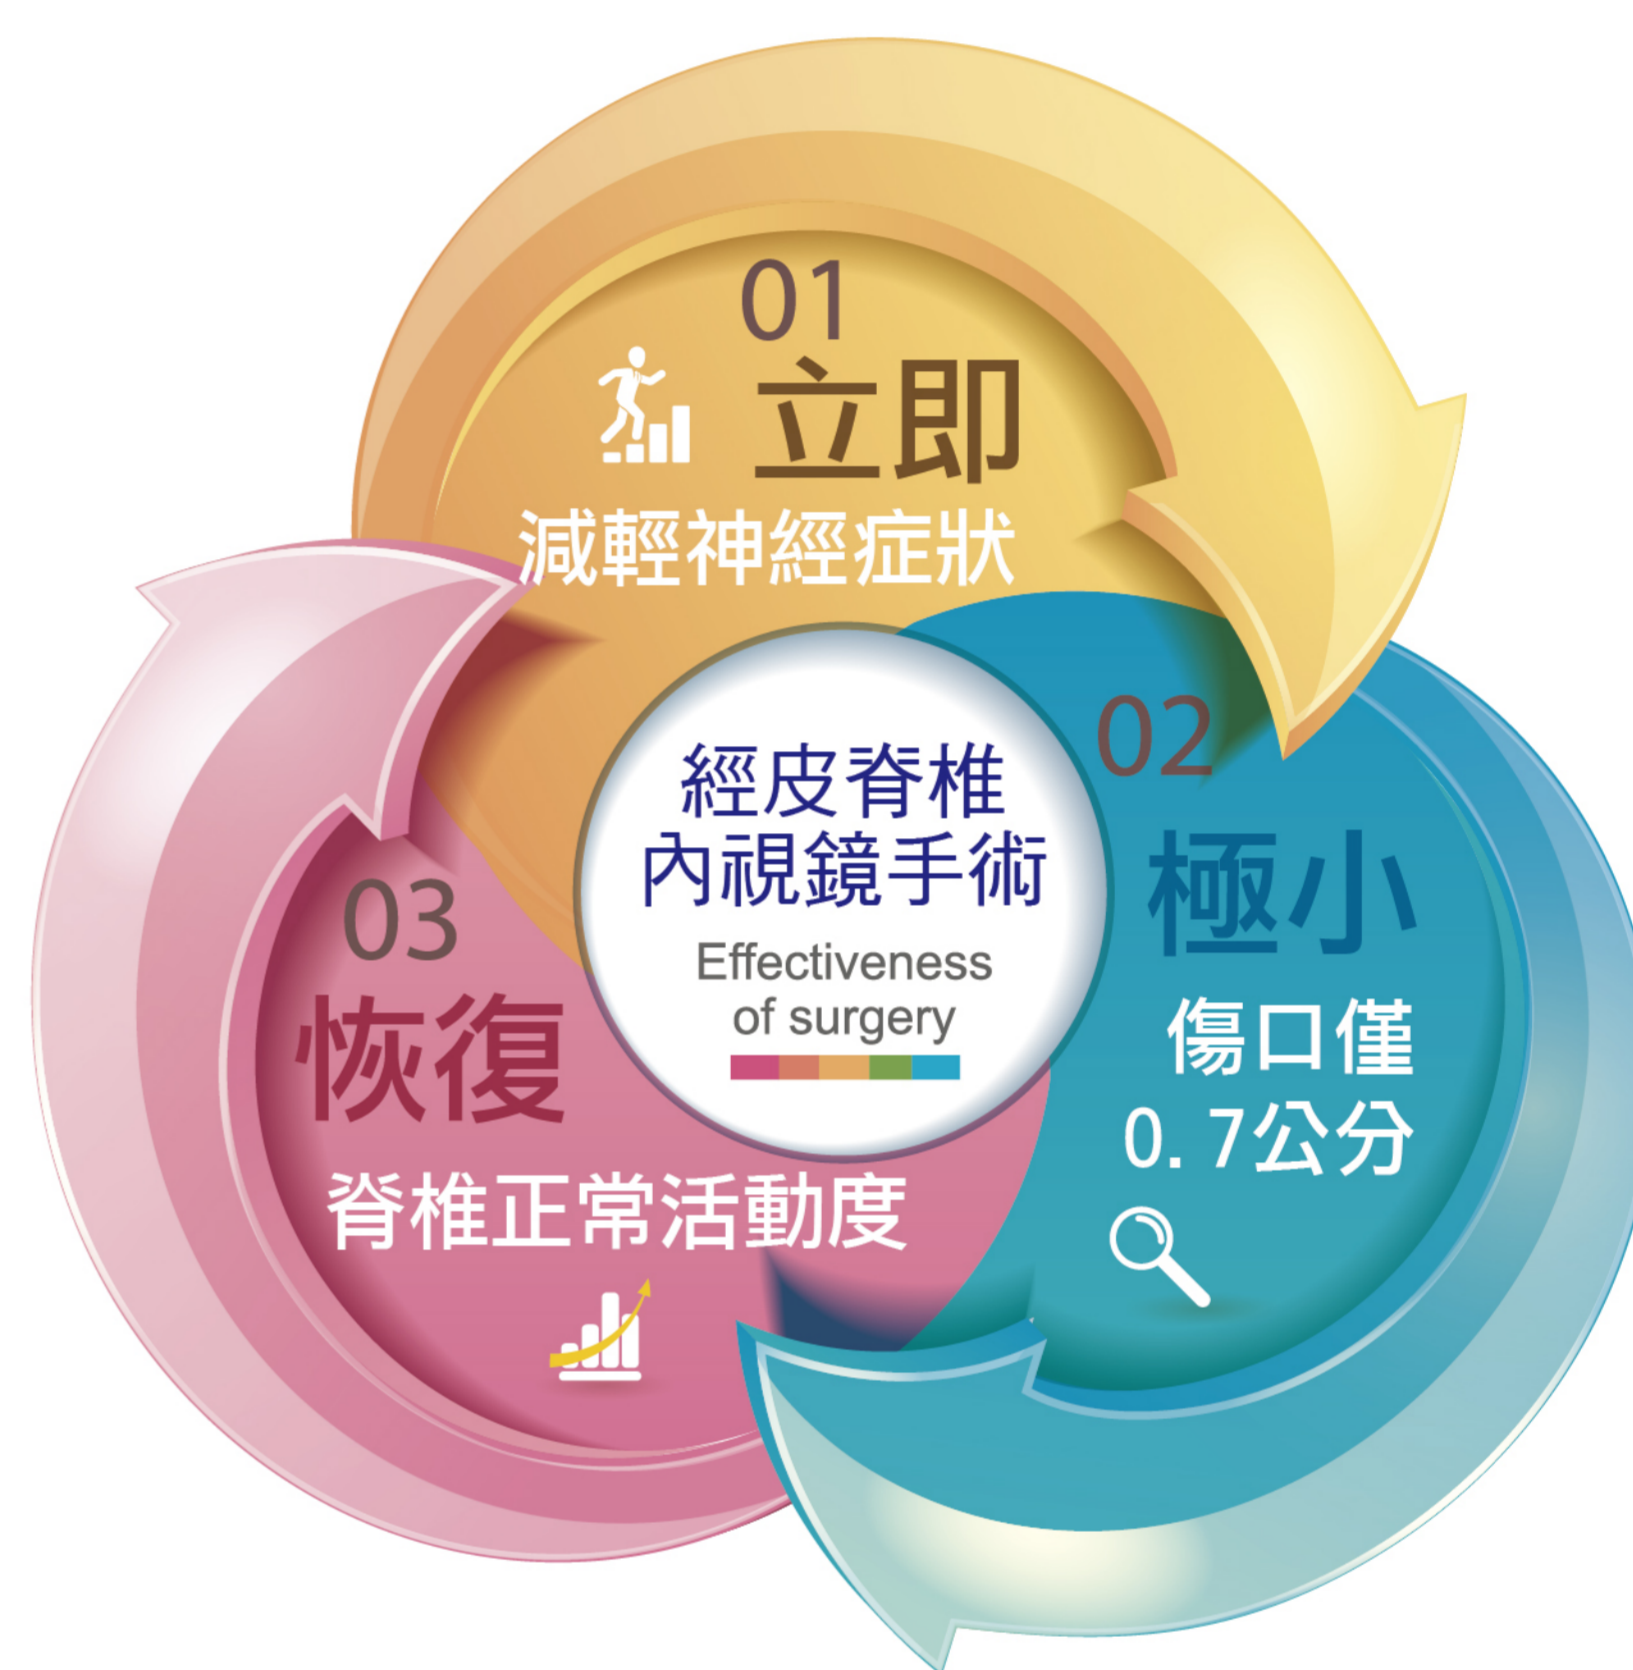 01
立即
減輕神經症狀
02
極小
傷口僅
0.7公分
03
恢復
脊椎正常活動度
經皮脊椎
內視鏡手術
Effectiveness
of surgery